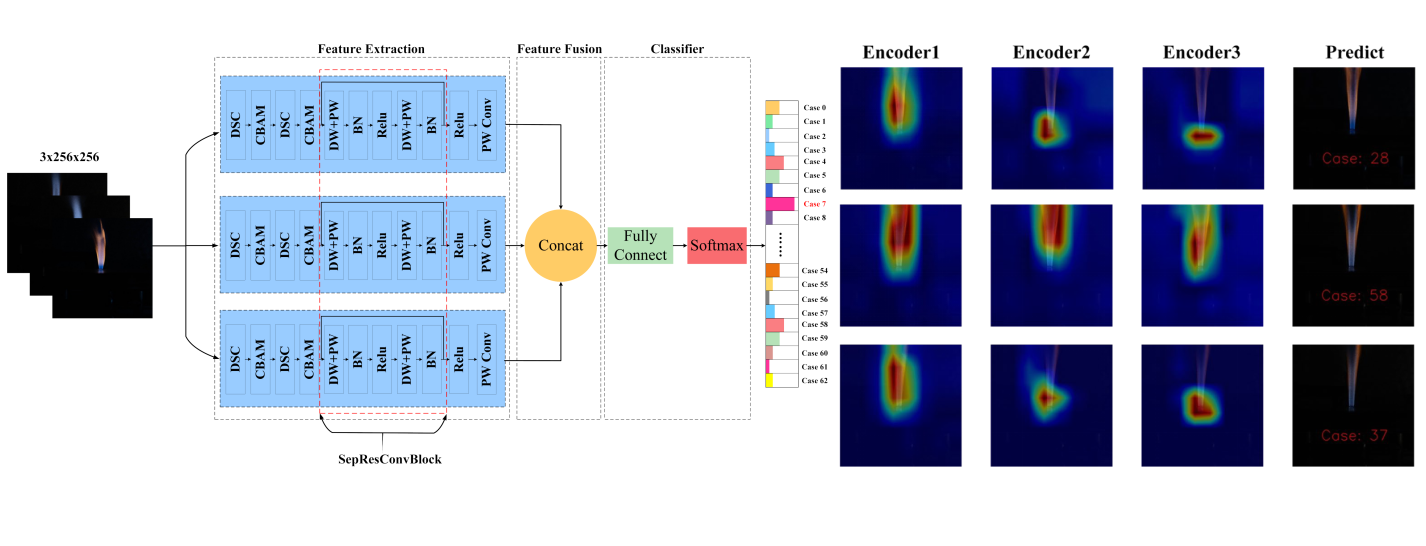 Feature Extraction
Feature Fusion
Classifier
3x256x256
DSC
CBAM
DSC
CBAM
DW+PW
BN
Relu
DW+PW
BN
Relu
PW Conv
DSC
CBAM
DSC
CBAM
DW+PW
BN
Relu
DW+PW
BN
Relu
PW Conv
DSC
CBAM
DSC
CBAM
DW+PW
BN
Relu
DW+PW
BN
Relu
PW Conv
SepResConvBlock
Concat
Fully
Connect
Softmax
Case 0
Case 1
Case 2
Case 3
Case 4
Case 5
Case 6
Case 7
Case 8
......
Case 54
Case 55
Case 56
Case 57
Case 58
Case 59
Case 60
Case 61
Case 62
Encoder1
Encoder2
Encoder3
Predict
Case: 28
Case: 58
Case: 37